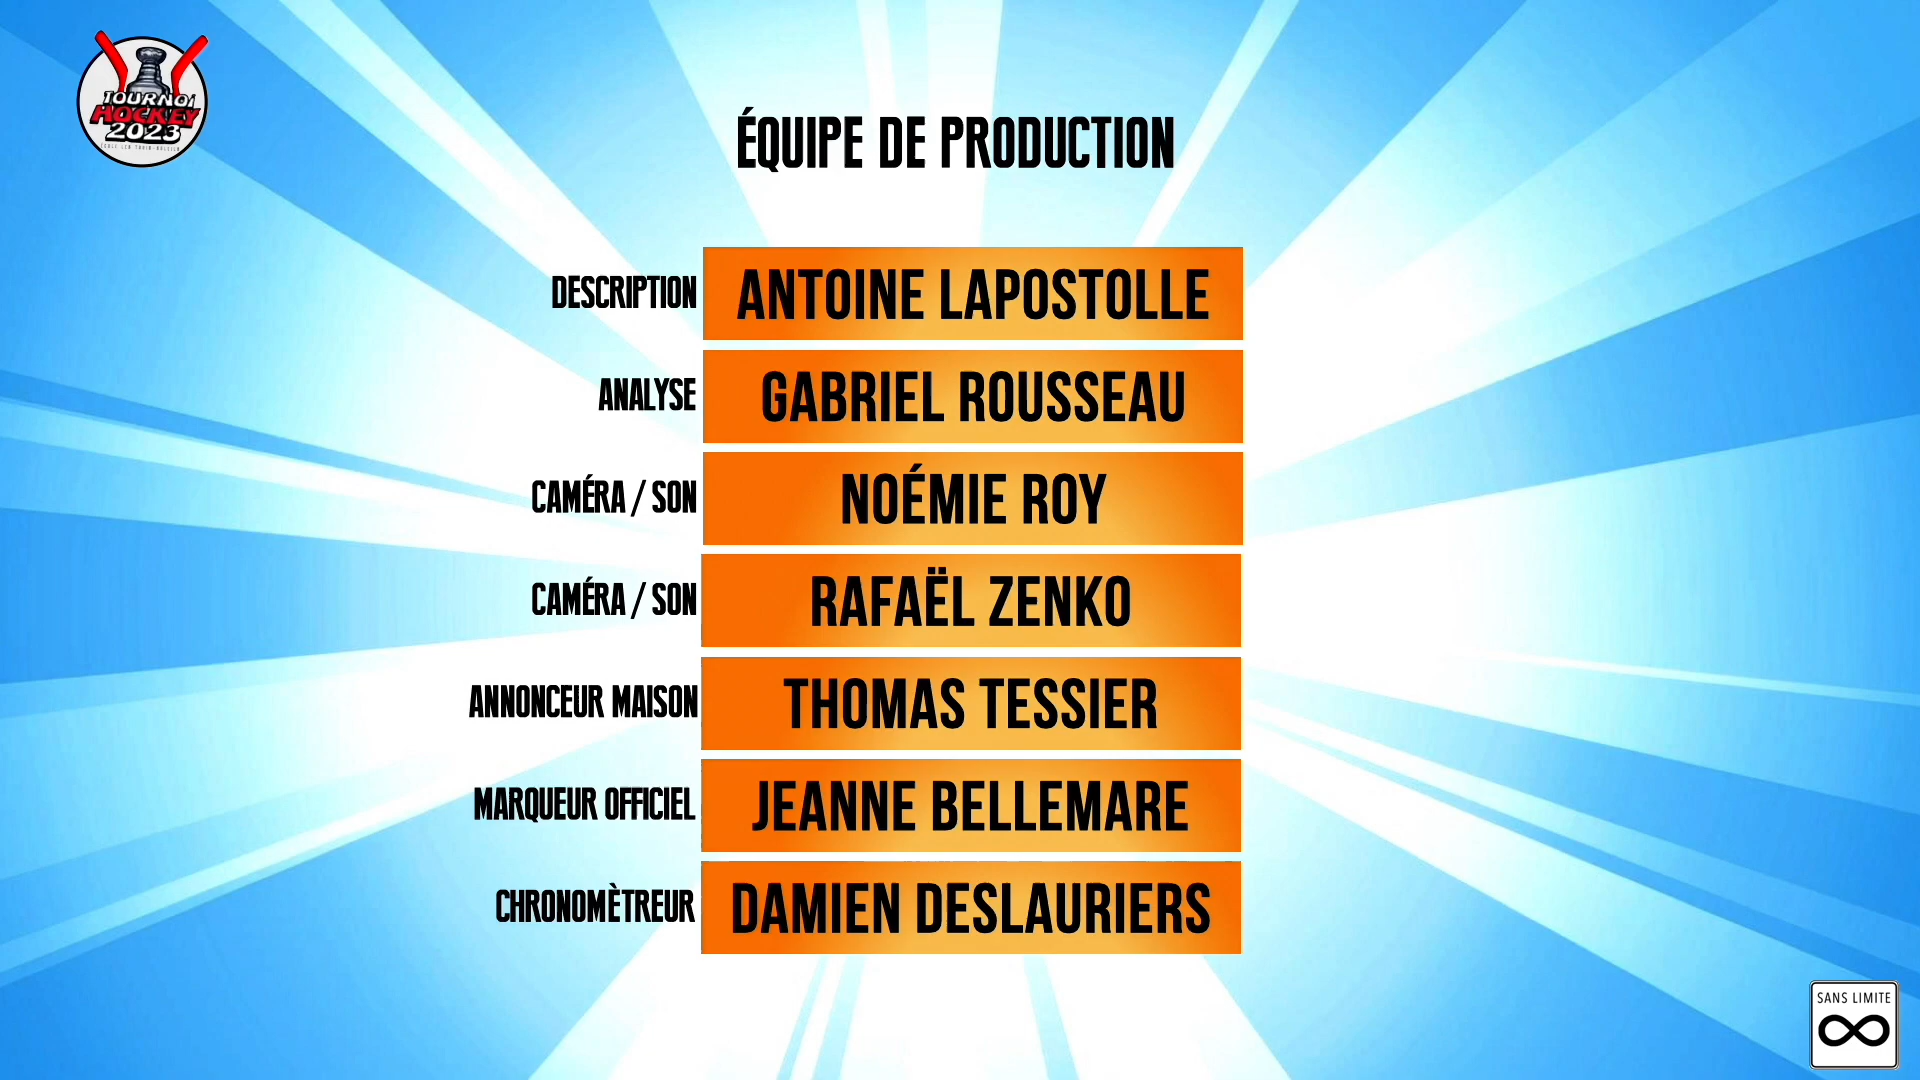 TOURNOI
HOCKEY
2023
ÉQUIPE DE PRODUCTION
DESCRIPTION ANTOINE LAPOSTOLLE
ANALYSE GABRIEL ROUSSEAU
CAMÉRA / SON NOÉMIE ROY
CAMÉRA / SON RAFAËL ZENKO
ANNONCEUR MAISON THOMAS TESSIER
MARQUEUR OFFICIEL JEANNE BELLEMARE
CHRONOMÈTREUR DAMIEN DESLAURIERS
SANS LIMITE